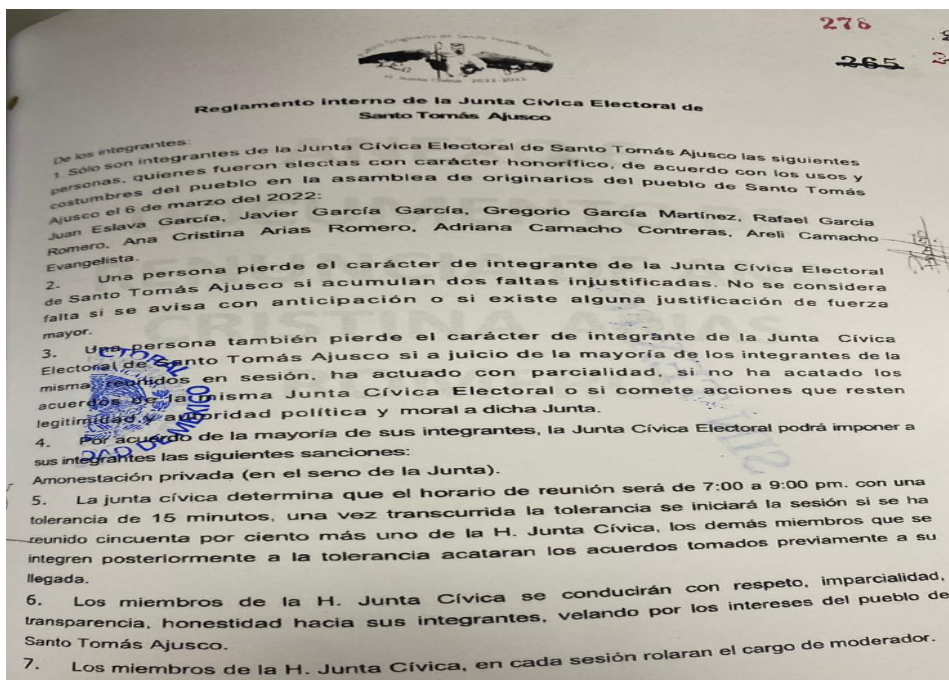 278
265
Reglamento interno de la Junta Cívica Electoral de
Santo Tomás Ajusco
De los integrantes:
1. Sólo son integrantes de la Junta Cívica Electoral de Santo Tomás Ajusco las siguientes
personas, quienes fueron electas con carácter honorífico, de acuerdo con los usos y
costumbres del pueblo en la asamblea de originarios del pueblo de Santo Tomás
Ajusco el 6 de marzo del 2022:
Juan Eslava García, Javier García García, Gregorio García Martínez, Rafael García
Romero, Ana Cristina Arias Romero, Adriana Camacho Contreras, Areli Camacho
Evangelista.
2. Una persona pierde el carácter de integrante de la Junta Cívica Electoral
de Santo Tomás Ajusco si acumulan dos faltas injustificadas. No se considera
falta si se avisa con anticipación o si existe alguna justificación de fuerza
mayor.
3. Una persona también pierde el carácter de integrante de la Junta Cívica
Electoral de Santo Tomás Ajusco si a juicio de la mayoría de los integrantes de la
misma, reunidos en sesión, ha actuado con parcialidad, si no ha acatado los
acuerdos de la misma Junta Cívica Electoral o si comete acciones que resten
legitimidad y autoridad política y moral a dicha Junta.
4. Por acuerdo de la mayoría de sus integrantes, la Junta Cívica Electoral podrá imponer a
sus integrantes las siguientes sanciones:
Amonestación privada (en el seno de la Junta).
5. La junta cívica determina que el horario de reunión será de 7:00 a 9:00 pm. con una
tolerancia de 15 minutos, una vez transcurrida la tolerancia se iniciará la sesión si se ha
reunido cincuenta por ciento más uno de la H. Junta Cívica, los demás miembros que se
integren posteriormente a la tolerancia acataran los acuerdos tomados previamente a su
llegada.
6. Los miembros de la H. Junta Cívica se conducirán con respeto, imparcialidad,
transparencia, honestidad hacia sus integrantes, velando por los intereses del pueblo de
Santo Tomás Ajusco.
7. Los miembros de la H. Junta Cívica, en cada sesión rolaran el cargo de moderador.